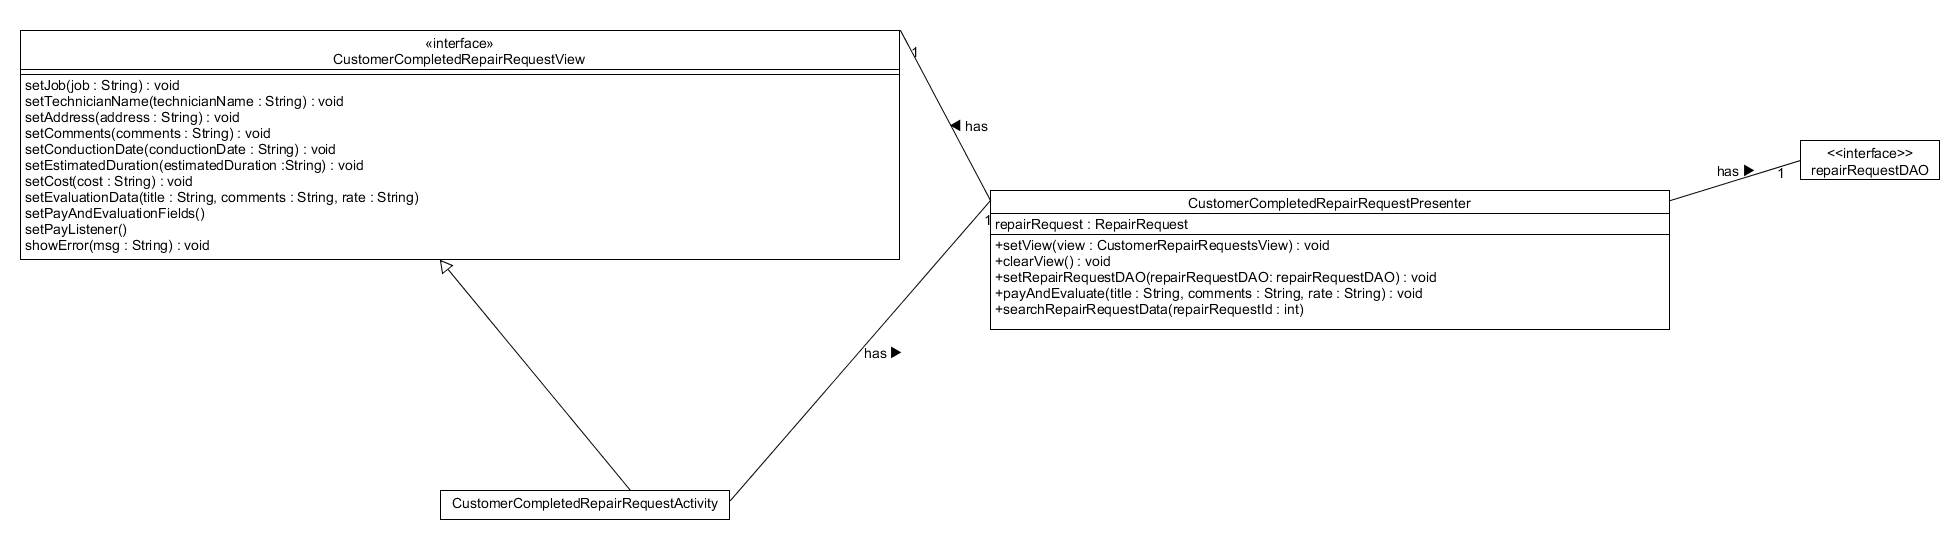 «interface»
CustomerCompletedRepairRequestView
setJob(job : String) : void
setTechnicianName(technicianName : String) : void
setAddress(address : String) : void
setComments(comments : String) : void
setConductionDate(conductionDate : String) : void
setEstimatedDuration(estimatedDuration :String) : void
setCost(cost : String) : void
setEvaluationData(title : String, comments : String, rate : String)
setPayAndEvaluationFields()
setPayListener()
showError(msg : String) : void
1
◀ has
has ▶
1
<<interface>>
repairRequestDAO
CustomerCompletedRepairRequestPresenter
1
repairRequest : RepairRequest
+setView(view : CustomerRepairRequestsView) : void
+clearView() : void
+setRepairRequestDAO(repairRequestDAO: repairRequestDAO) : void
+payAndEvaluate(title : String, comments : String, rate : String) : void
+searchRepairRequestData(repairRequestId : int)
has ▶
CustomerCompletedRepairRequestActivity